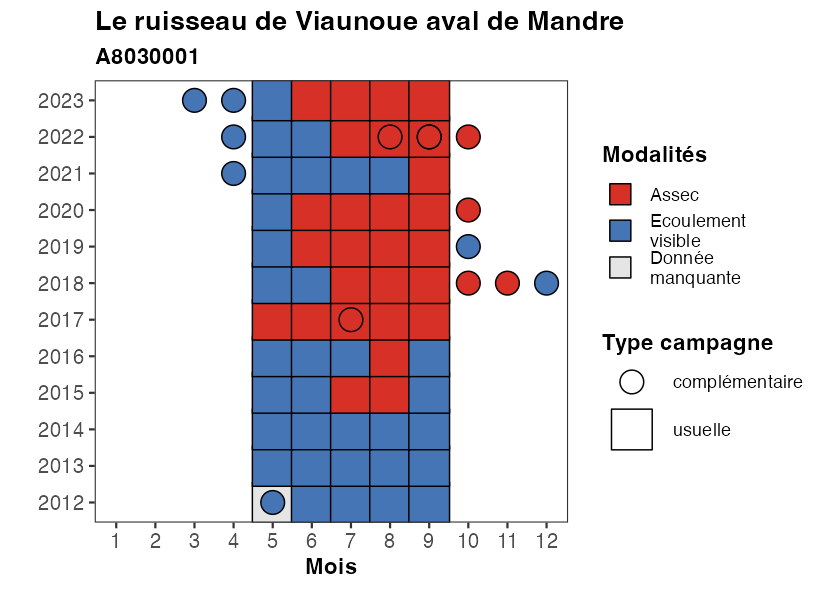 Le ruisseau de Viaunoue aval de Mandre
A8030001
2023
2022
2021
2020
2019
2018
2017
2016
2015
2014
2013
2012
1 2 3 4 5 6 7 8 9 10 11 12
Mois
Modalités
Assec
Ecoulement
visible
Donnée
manquante
Type campagne
complémentaire
usuelle